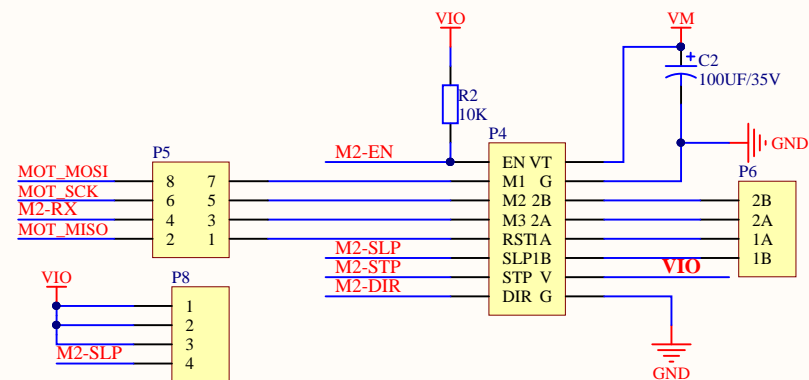 VIO
VM
C2
100UF/35V
R2
10K
GND
P5
P4
P6
M2-EN
EN VT
MOT_MOSI
8 7
M1 G
MOT_SCK
6 5
M2 2B
2B
M2-RX
4 3
M3 2A
2A
MOT_MISO
2 1
RST1A
1A
M2-SLP
SLP1B
1B
M2-STP
STP V
VIO
M2-DIR
DIR G
VIO
P8
1
2
3
M2-SLP
4
GND